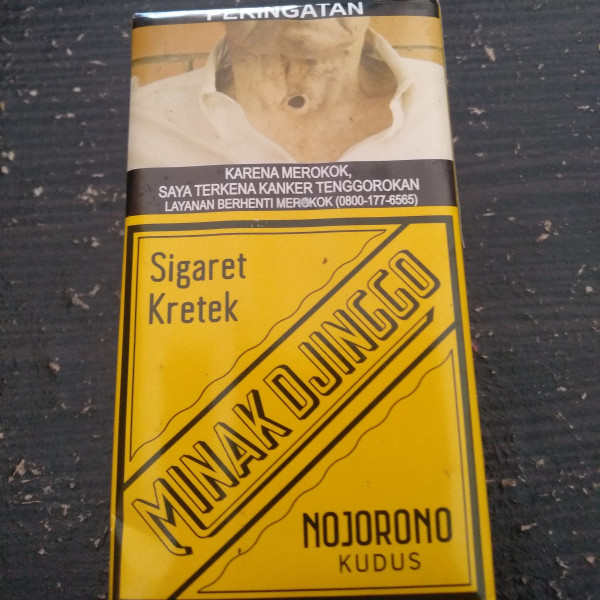 PERINGATAN
KARENA MEROKOK,
SAYA TERKENA KANKER TENGGOROKAN
LAYANAN BERHENTI MEROKOK (0800-177-6565)
Sigaret
Kretek
MINAK DJINGGO
NOJORONO
KUDUS